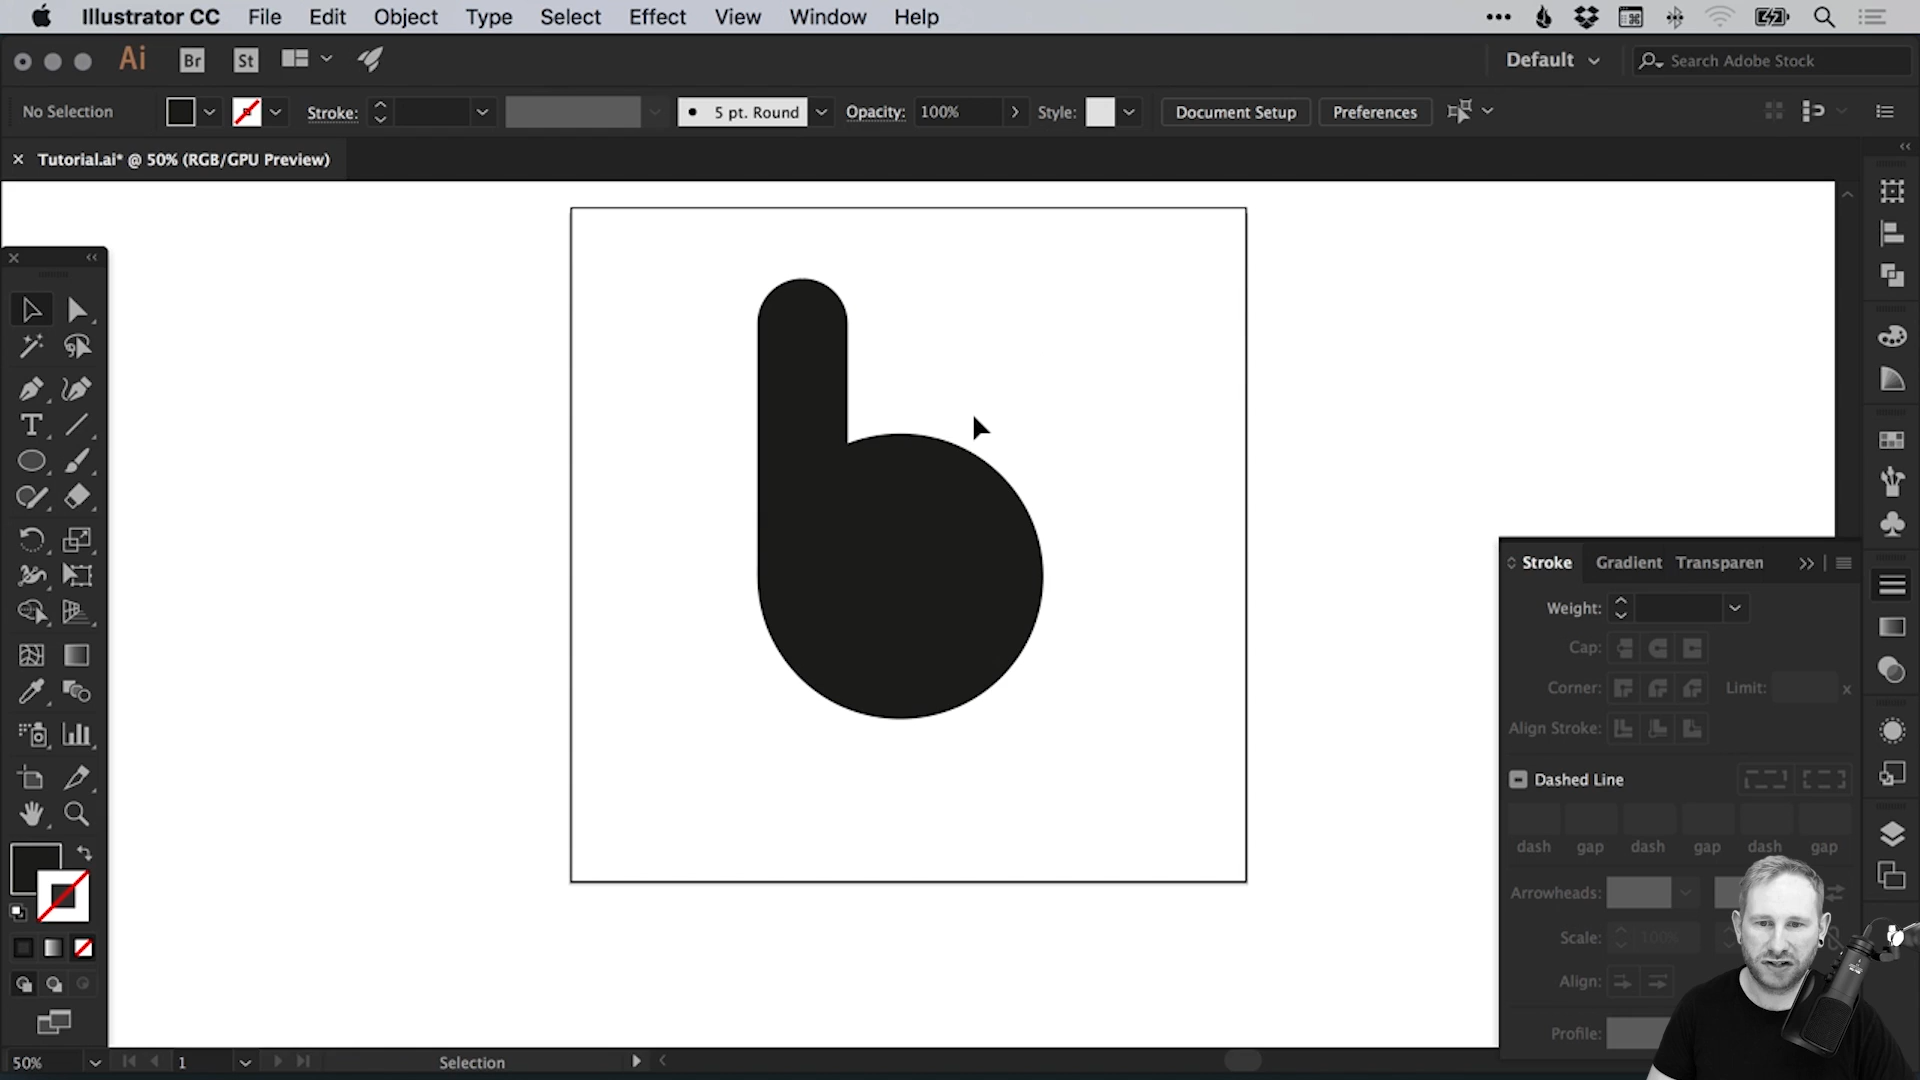 Illustrator CC File Edit Object Type Select Effect View Window Help
Ai Br St Default Search Adobe Stock
No Selection Stroke: 5 pt. Round Opacity: 100% Style: Document Setup Preferences
× Tutorial.ai* @ 50% (RGB/GPU Preview)
Stroke Gradient Transparen
Weight:
Cap:
Corner: Limit: x
Align Stroke:
Dashed Line
dash gap dash gap dash gap
Arrowheads:
Scale: 100%
Align:
Profile:
50% 1 Selection